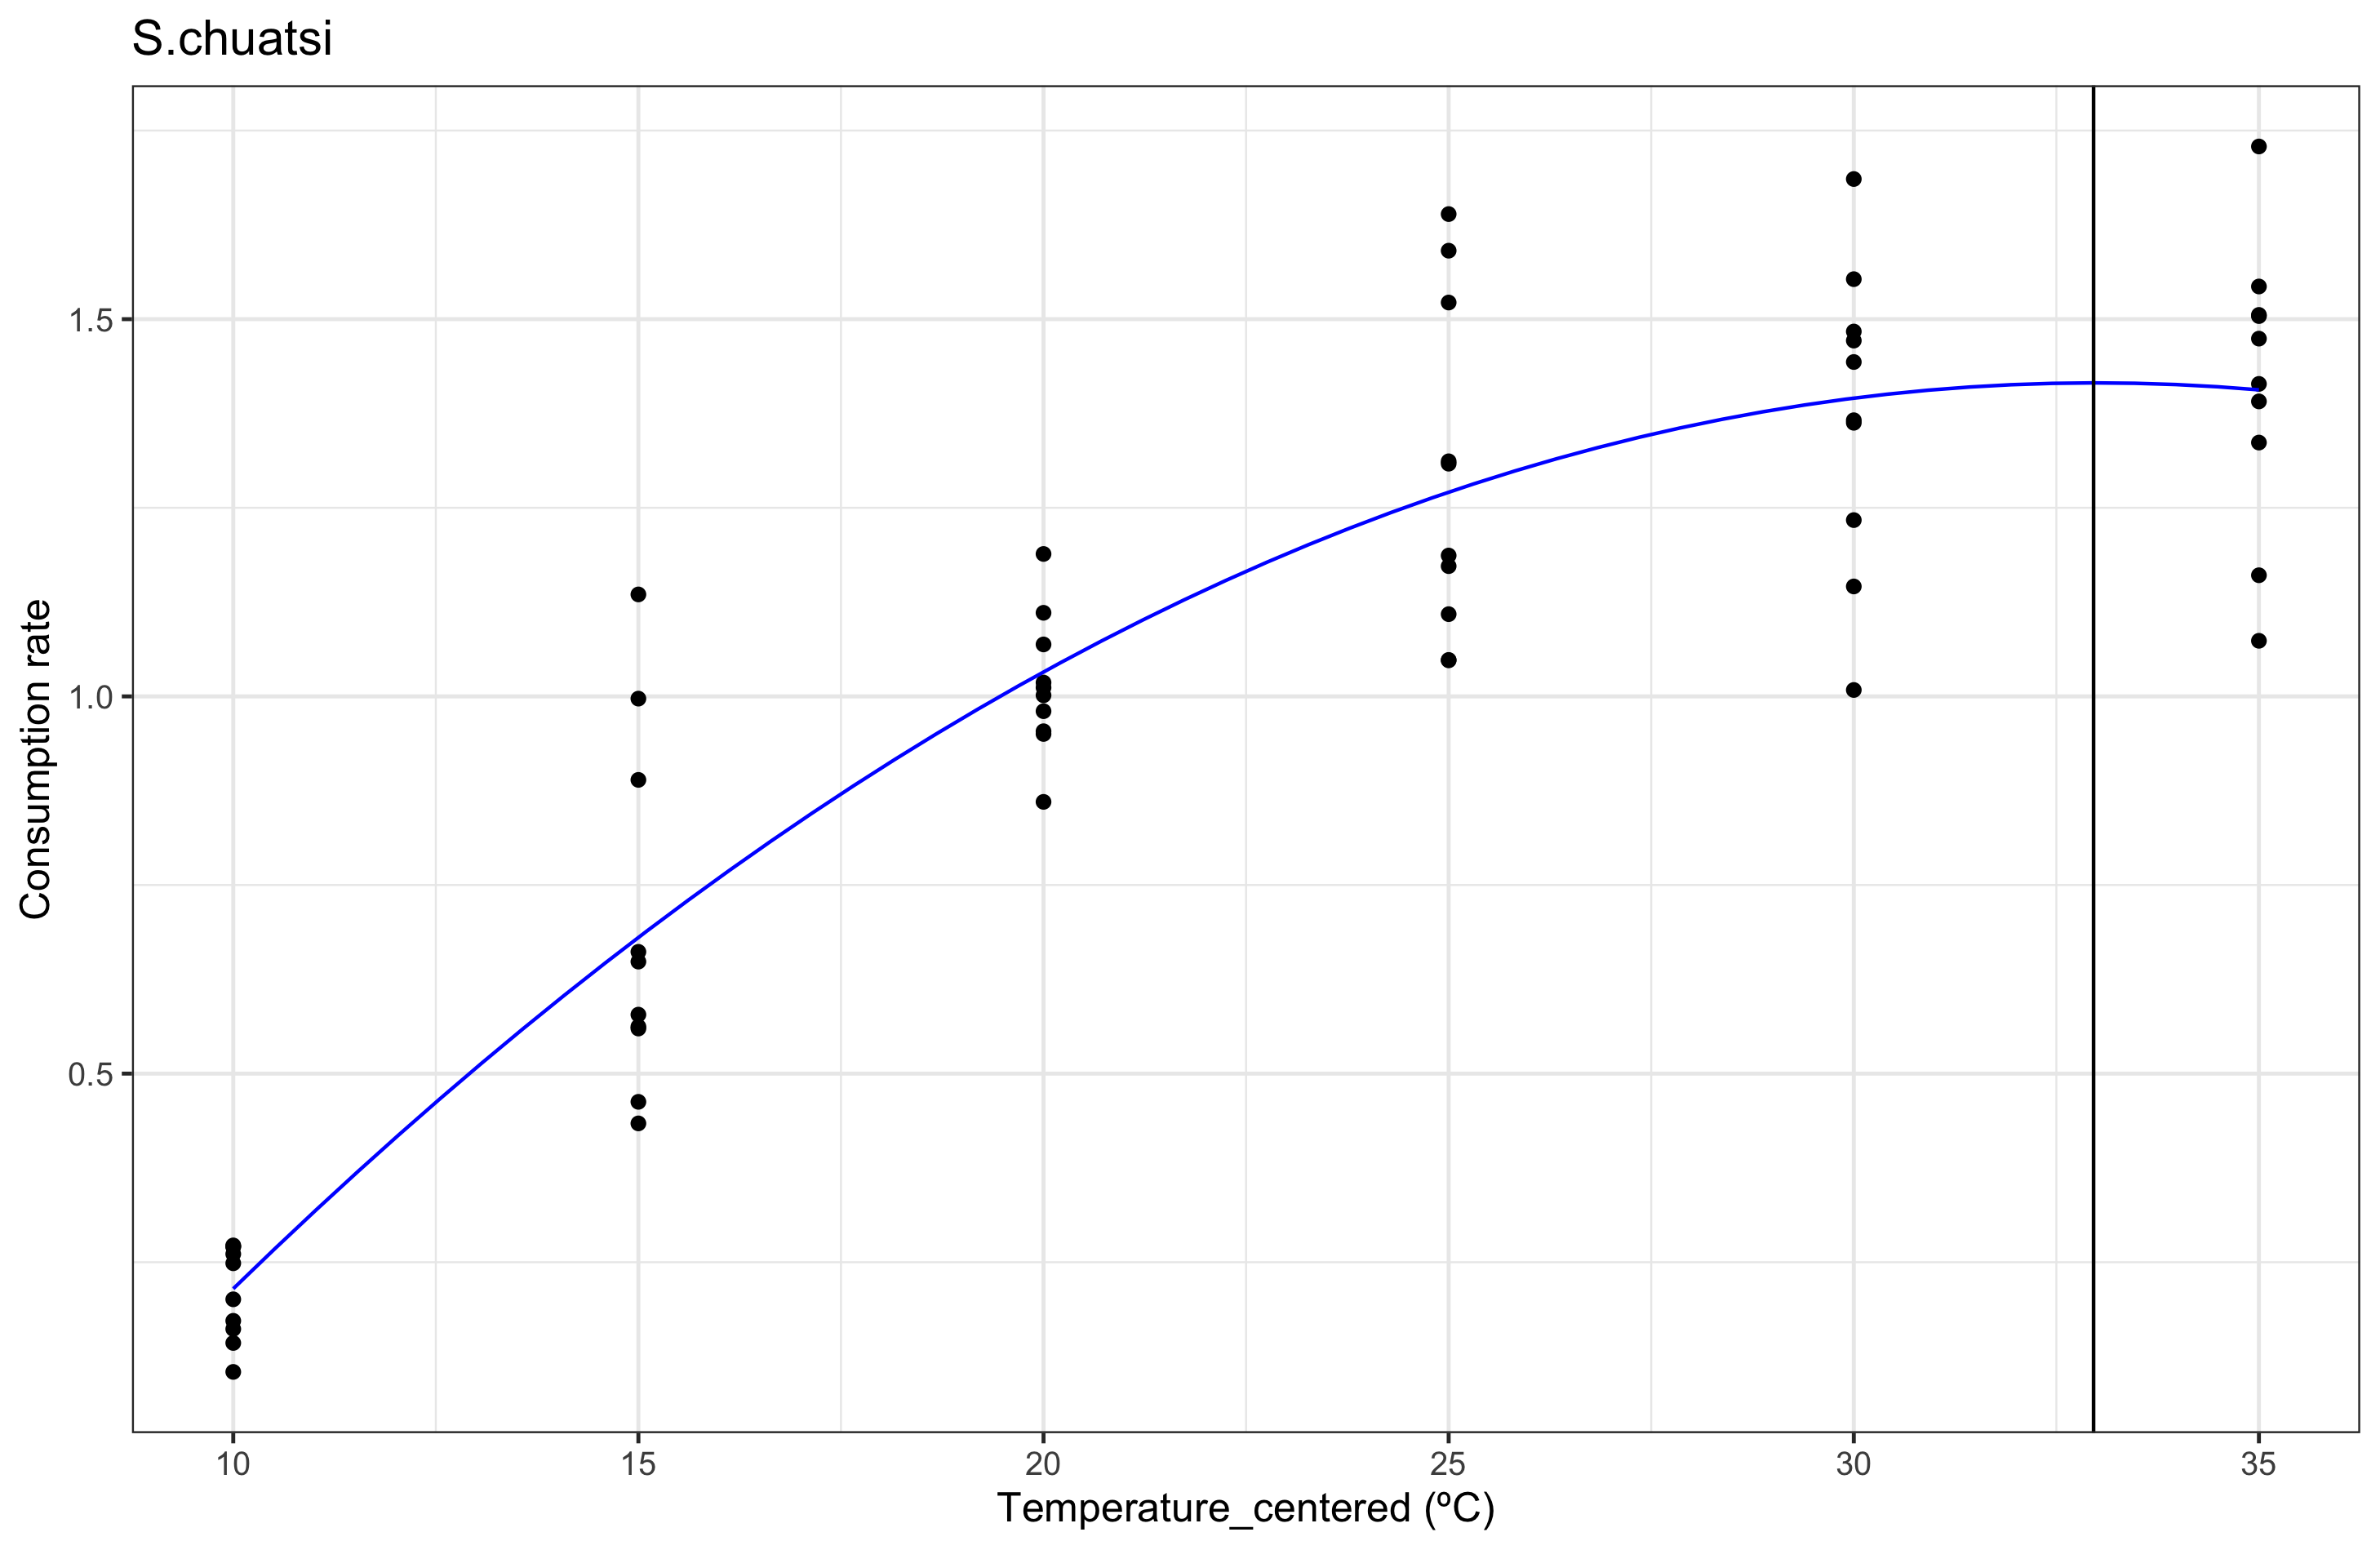 S.chuatsi
Consumption rate
1.5
1.0
0.5
10 15 20 25 30 35
Temperature_centered (ºC)